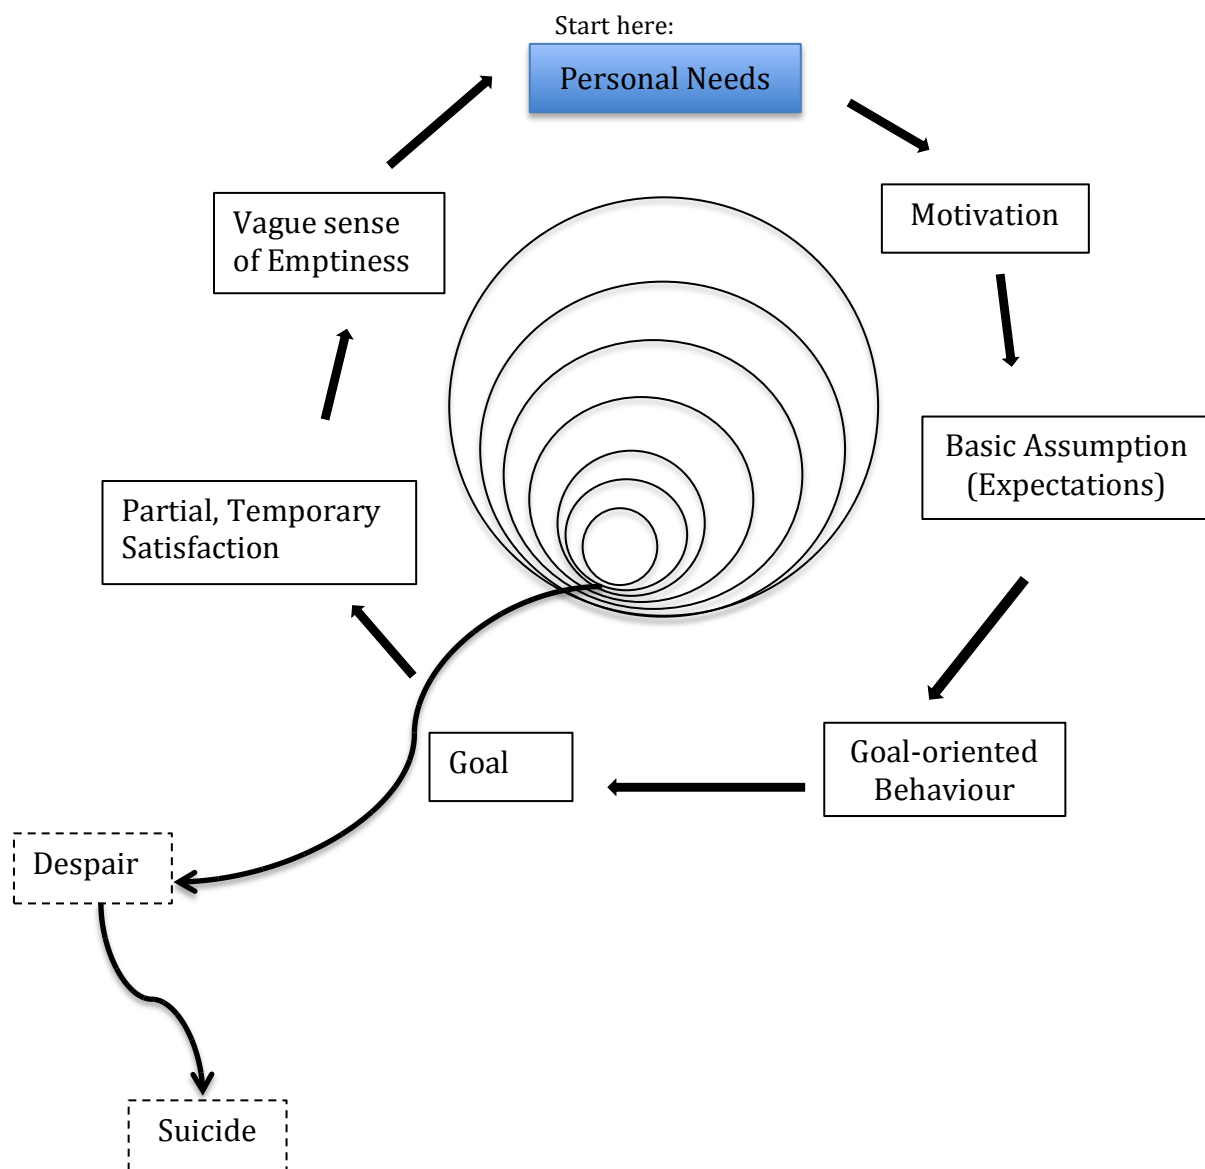 Start here:
Personal Needs
Motivation
Basic Assumption
(Expectations)
Goal-oriented
Behaviour
Goal
Partial, Temporary
Satisfaction
Vague sense
of Emptiness
Despair
Suicide